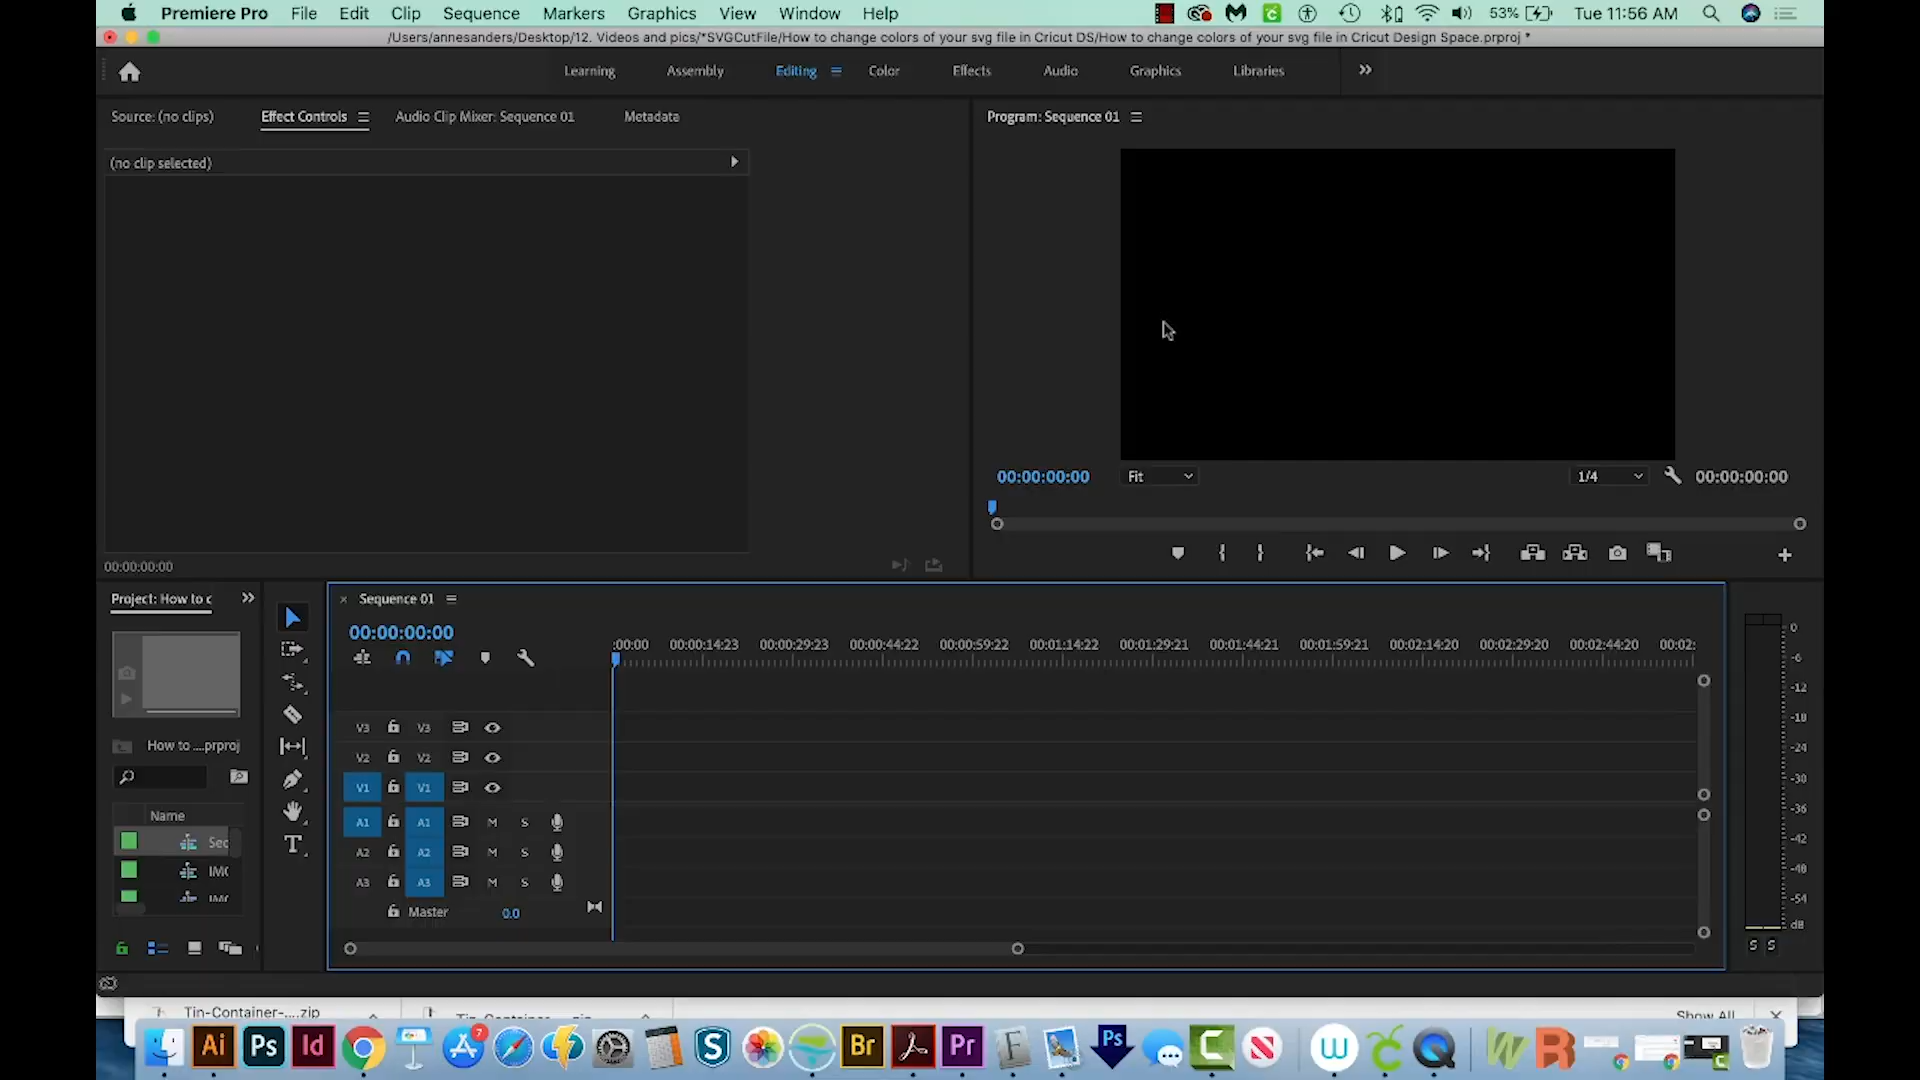 Premiere Pro File Edit Clip Sequence Markers Graphics View Window Help 53% Tue 11:56 AM
/Users/annesanders/Desktop/12. Videos and pics/*SVGCutFile/How to change colors of your svg file in Cricut DS/How to change colors of your svg file in Cricut Design Space.prproj *
Learning Assembly Editing Color Effects Audio Graphics Libraries
Source: (no clips) Effect Controls Audio Clip Mixer: Sequence 01 Metadata
Program: Sequence 01
(no clip selected)
00:00:00:00 Fit 1/4 00:00:00:00
00:00:00:00
Project: How to c
Sequence 01
00:00:00:00
:00:00 00:00:14:23 00:00:29:23 00:00:44:22 00:00:59:22 00:01:14:22 00:01:29:21 00:01:44:21 00:01:59:21 00:02:14:20 00:02:29:20 00:02:44:20 00:02:
How to ....prproj
Name
Sec
IMC
V3 V3
V2 V2
V1 V1
A1 A1 M S
A2 A2 M S
A3 A3 M S
Master 0.0
T
0
-6
-12
-18
-24
-30
-36
-42
-48
-54
dB
S S
Tin-Container-....zip
Show All
Ai Ps Id 7 S Br Pr Ps